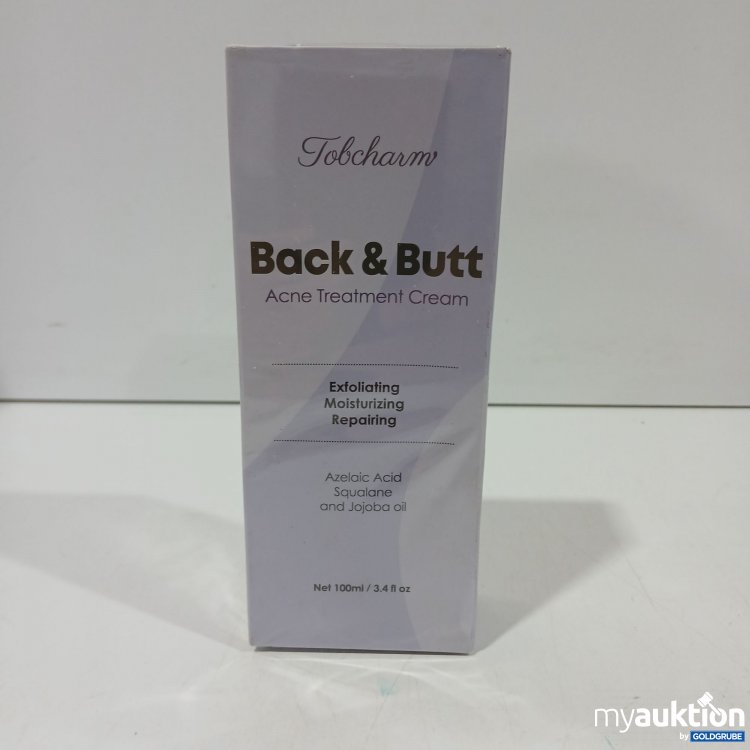 Tobcharm
Back & Butt
Acne Treatment Cream
Exfoliating
Moisturizing
Repairing
Azelaic Acid
Squalane
and Jojoba oil
Net 100ml / 3.4 fl oz
myauktion
by GOLDGRUBE